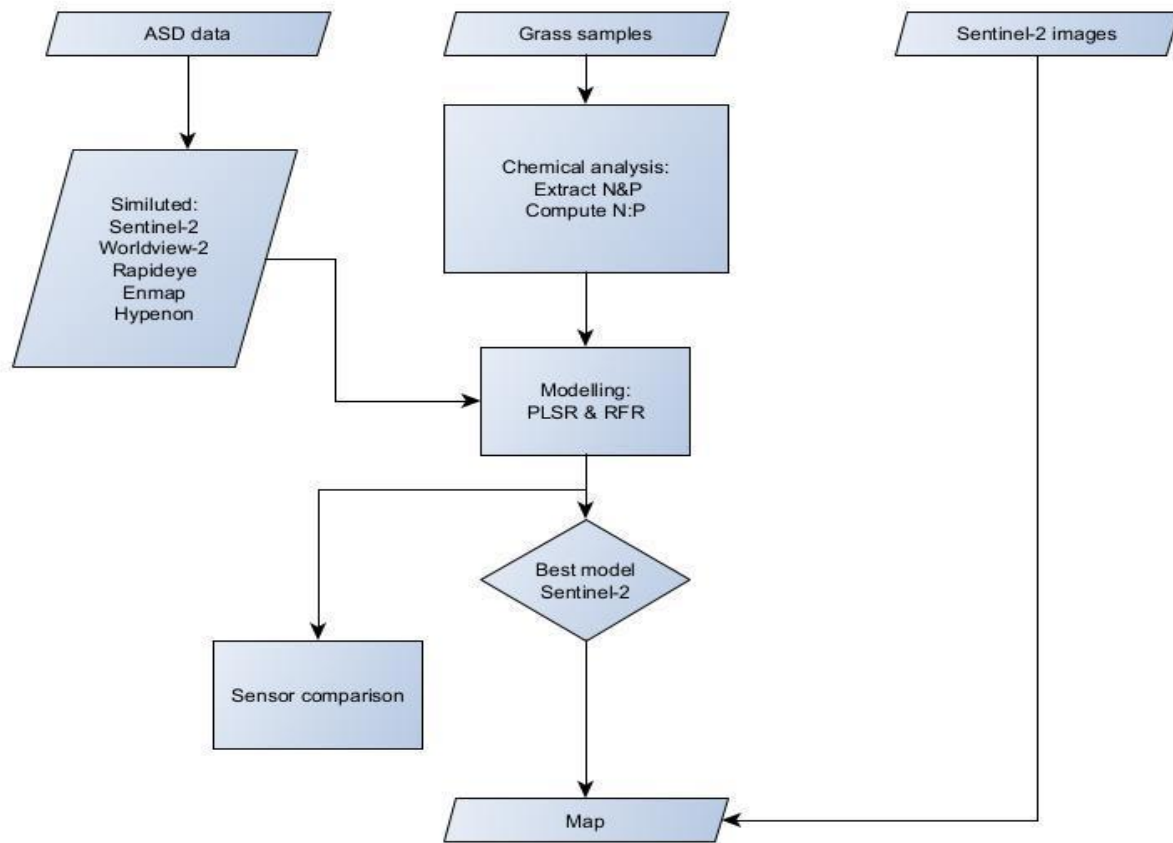 ASD data
Grass samples
Sentinel-2 images
Chemical analysis:
Extract N&P
Compute N:P
Similuted:
Sentinel-2
Worldview-2
Rapideye
Enmap
Hypenon
Modelling:
PLSR & RFR
Best model
Sentinel-2
Sensor comparison
Map